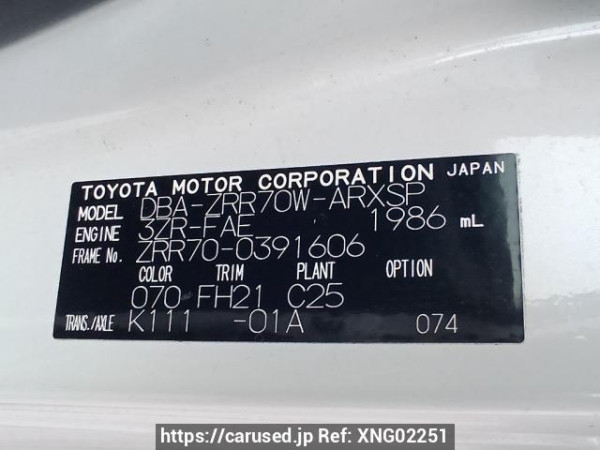 TOYOTA MOTOR CORPORATION JAPAN
MODEL DBA-ZRR70W-ARXSP
ENGINE 3ZR-FAE 1986 mL
FRAME No. ZRR70-0391606
COLOR TRIM PLANT OPTION
070 FH21 C25
TRANS./AXLE K111 -01A 074
https://carused.jp Ref: XNG02251